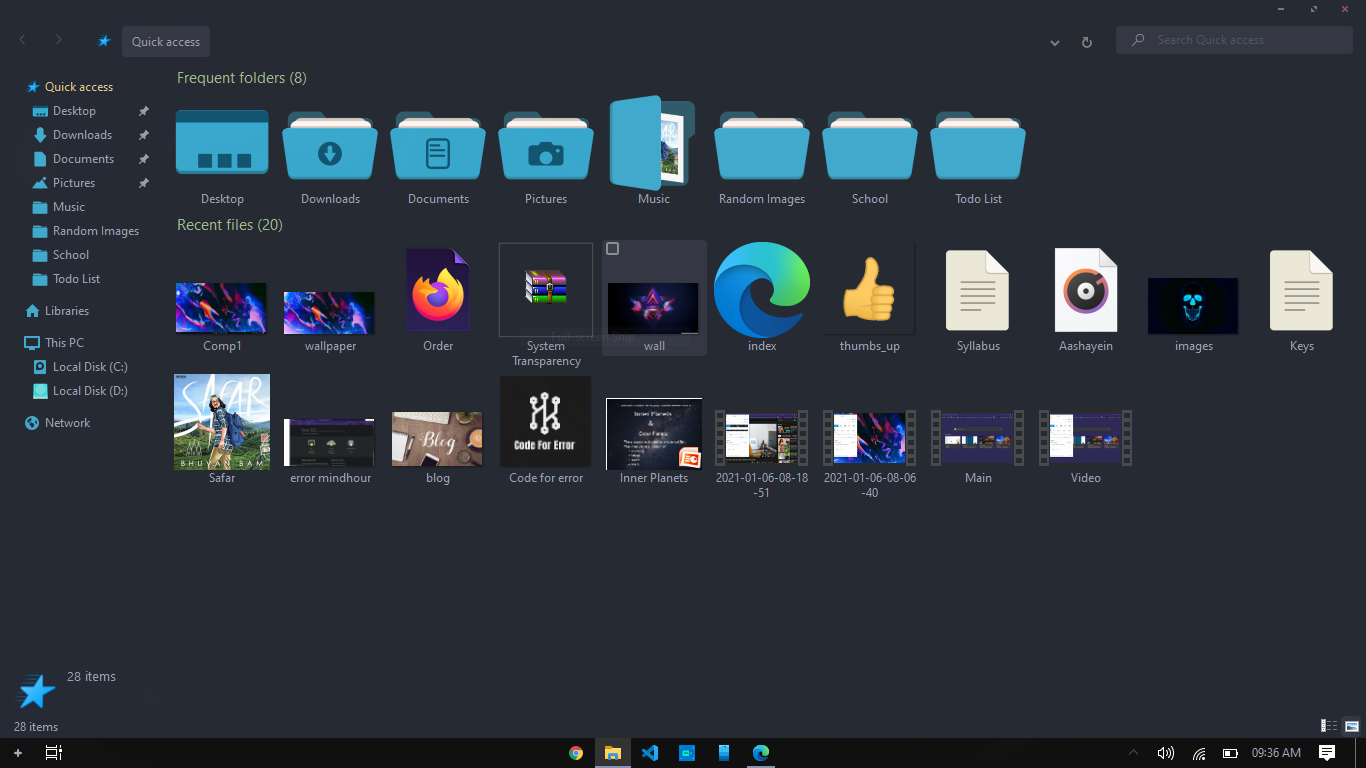 Quick access
Search Quick access
Quick access
Desktop
Downloads
Documents
Pictures
Music
Random Images
School
Todo List
Libraries
This PC
Local Disk (C:)
Local Disk (D:)
Network
Frequent folders (8)
Desktop
Downloads
Documents
Pictures
Music
Random Images
School
Todo List
Recent files (20)
Full-screen Snip
Comp1
wallpaper
Order
System
Transparency
wall
index
thumbs_up
Syllabus
Aashayein
images
Keys
SAFAR
BHUVAN BAM
Blog
Code For Error
Inner Planets
&
Safar
error mindhour
blog
Code for error
Inner Planets
2021-01-06-08-18
-51
2021-01-06-08-06
-40
Main
Video
28 items
28 items
09:36 AM